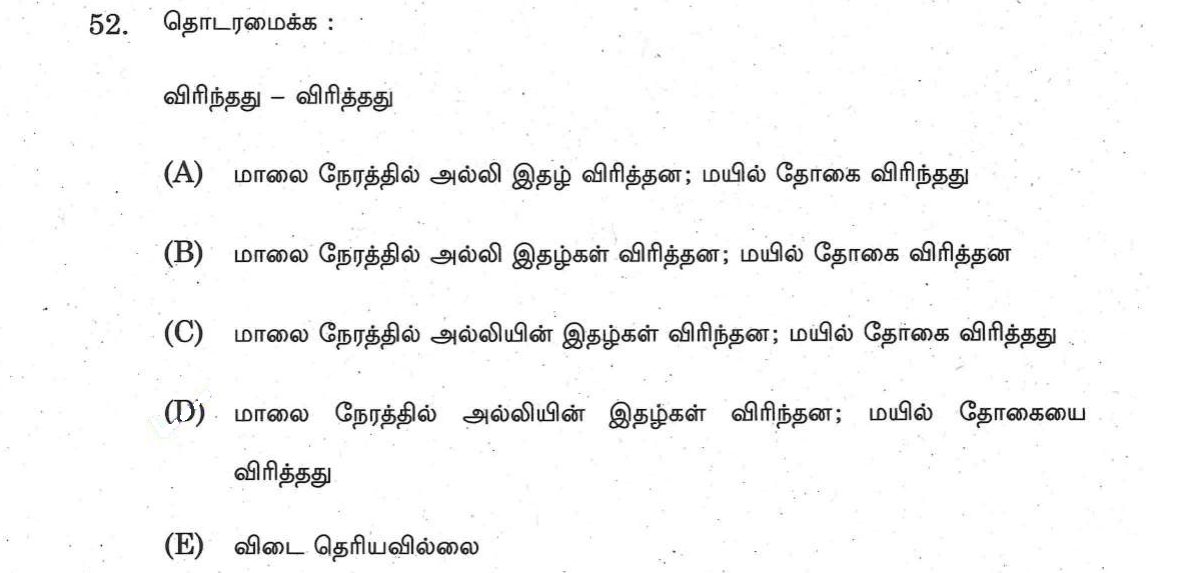 52. தொடரமைக்க :
விரிந்தது – விரித்தது
(A) மாலை நேரத்தில் அல்லி இதழ் விரித்தன; மயில் தோகை விரிந்தது
(B) மாலை நேரத்தில் அல்லி இதழ்கள் விரித்தன; மயில் தோகை விரித்தன
(C) மாலை நேரத்தில் அல்லியின் இதழ்கள் விரிந்தன; மயில் தோகை விரித்தது
(D) மாலை நேரத்தில் அல்லியின் இதழ்கள் விரிந்தன; மயில் தோகையை
விரித்தது
(E) விடை தெரியவில்லை